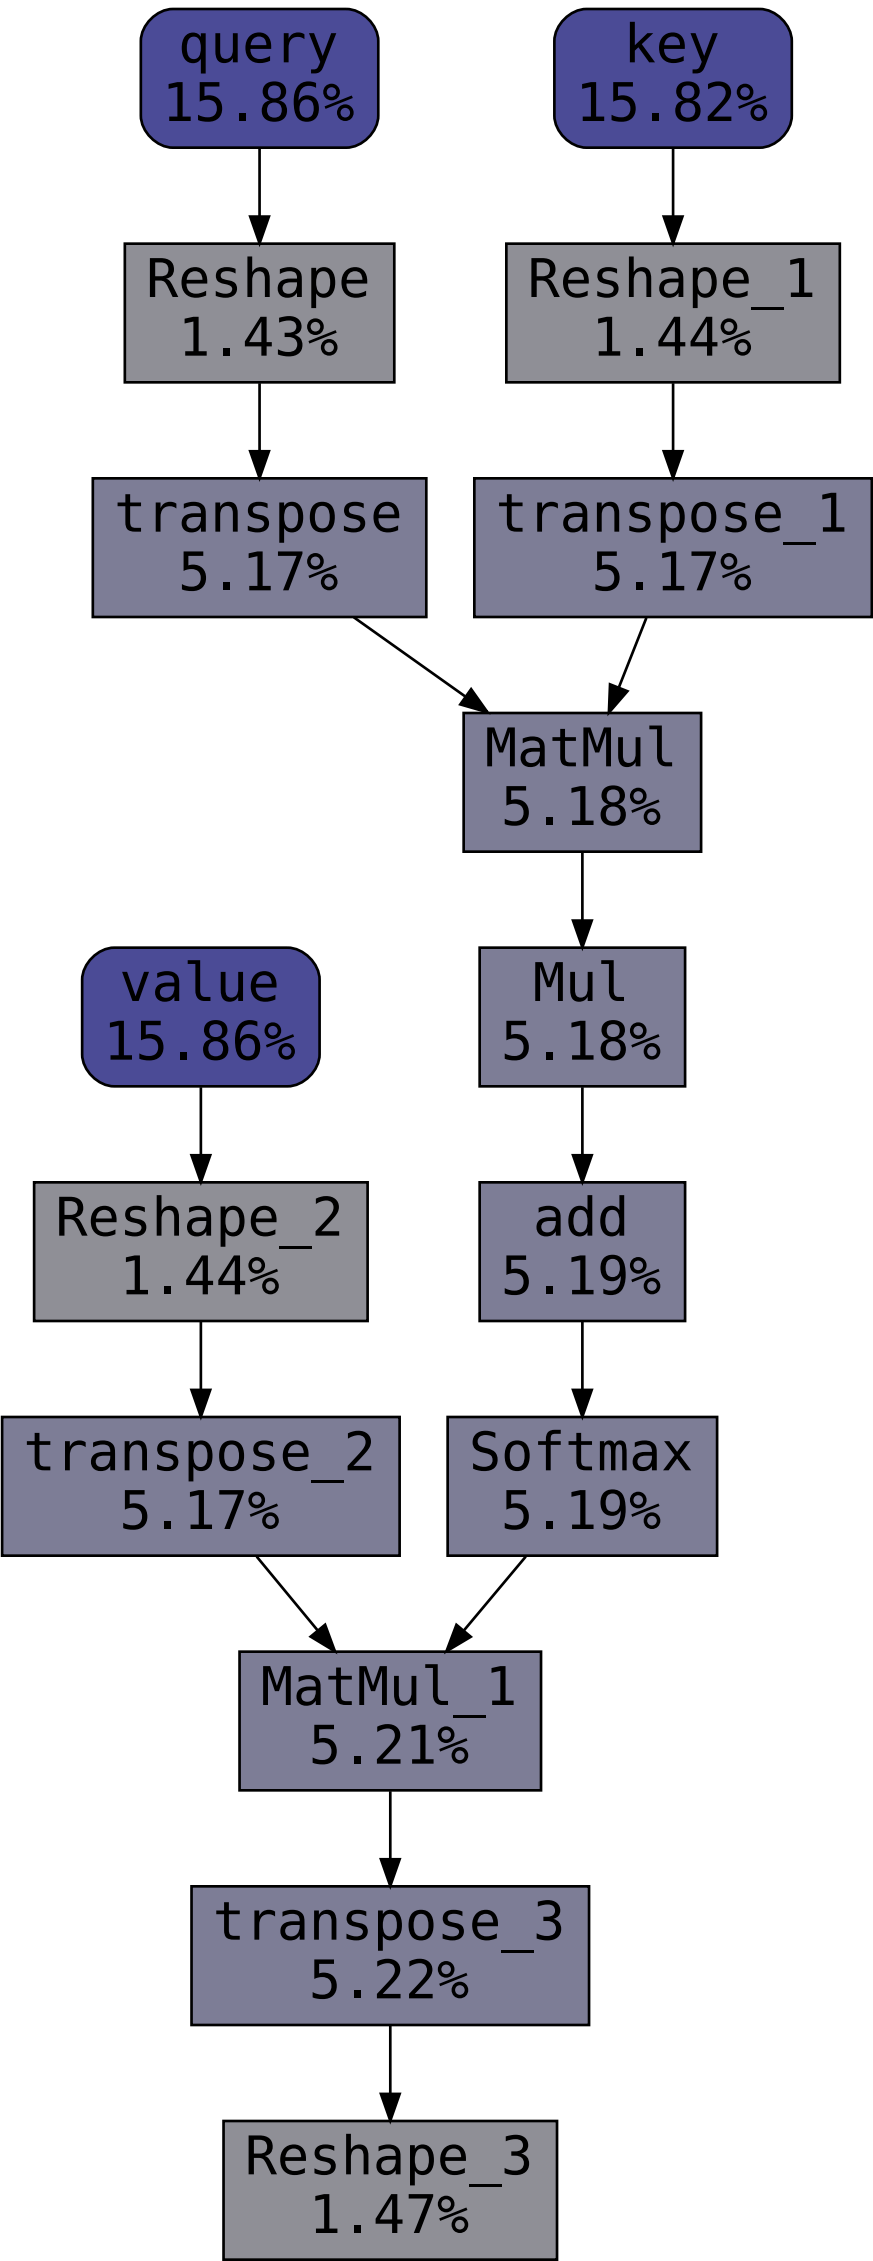 query
15.86%
key
15.82%
Reshape
1.43%
Reshape_1
1.44%
transpose
5.17%
transpose_1
5.17%
MatMul
5.18%
value
15.86%
Mul
5.18%
Reshape_2
1.44%
add
5.19%
transpose_2
5.17%
Softmax
5.19%
MatMul_1
5.21%
transpose_3
5.22%
Reshape_3
1.47%